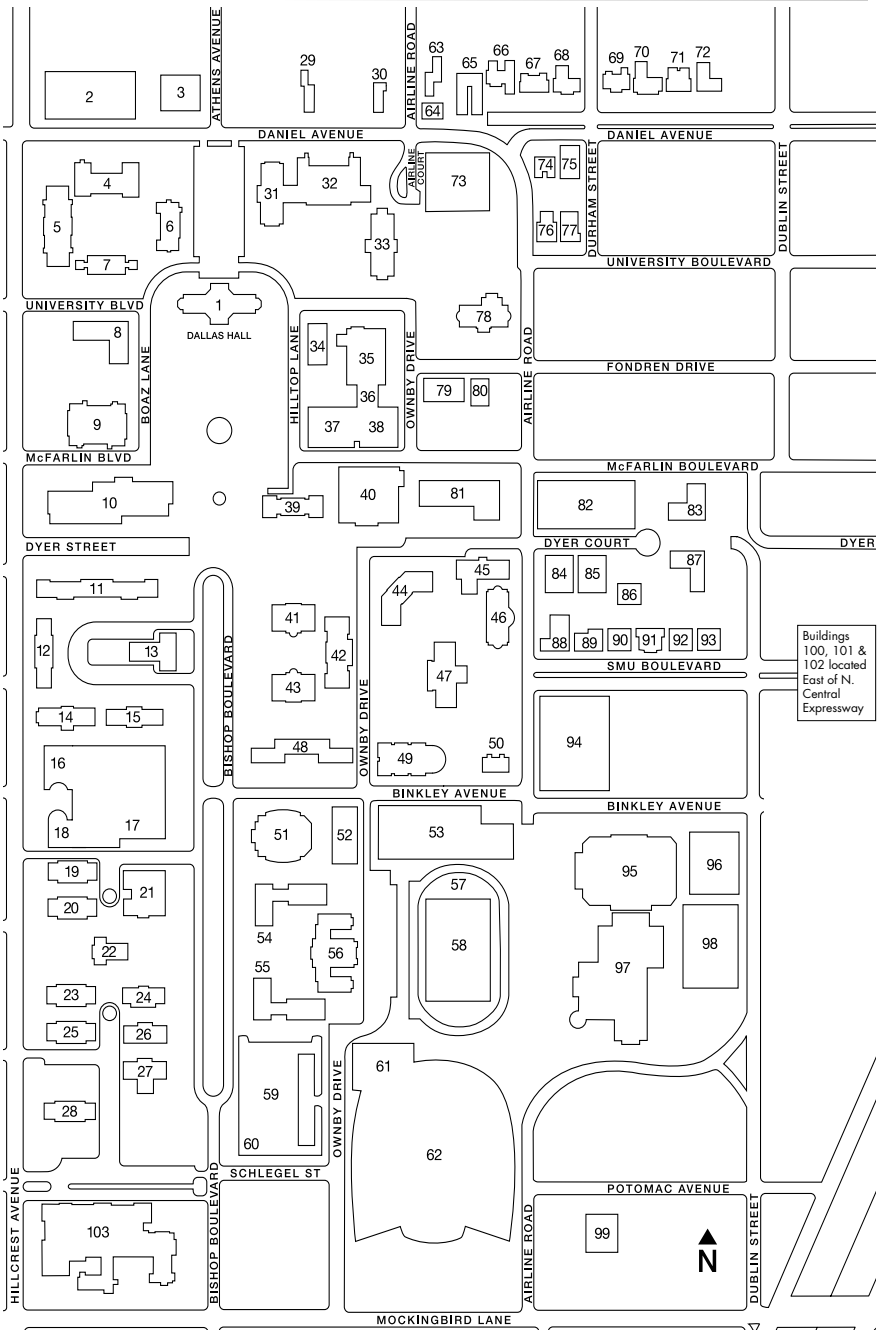 ATHENS AVENUE
AIRLINE ROAD
29
30
63
65
66
67
68
69
70
71
72
2
3
64
DANIEL AVENUE
DANIEL AVENUE
4
5
6
7
31
32
33
AIRLINE
COURT
73
74
75
76
77
DURHAM STREET
DUBLIN STREET
UNIVERSITY BOULEVARD
UNIVERSITY BLVD
1
DALLAS HALL
78
8
BOAZ LANE
HILLTOP LANE
34
35
OWNBY DRIVE
AIRLINE ROAD
FONDREN DRIVE
36
79
80
9
37
38
McFARLIN BLVD
McFARLIN BOULEVARD
10
39
40
81
82
83
DYER STREET
DYER COURT
DYER
11
44
45
84
85
86
87
12
13
41
42
46
88
89
90
91
92
93
BISHOP BOULEVARD
43
47
SMU BOULEVARD
Buildings
100, 101 &
102 located
East of N.
Central
Expressway
14
15
OWNBY DRIVE
16
48
49
50
94
BINKLEY AVENUE
BINKLEY AVENUE
18
17
51
52
53
19
20
21
57
95
96
22
54
55
56
58
97
98
23
24
25
26
27
59
60
61
OWNBY DRIVE
28
62
SCHLEGEL ST
POTOMAC AVENUE
HILLCREST AVENUE
BISHOP BOULEVARD
103
AIRLINE ROAD
99
N
DUBLIN STREET
MOCKINGBIRD LANE